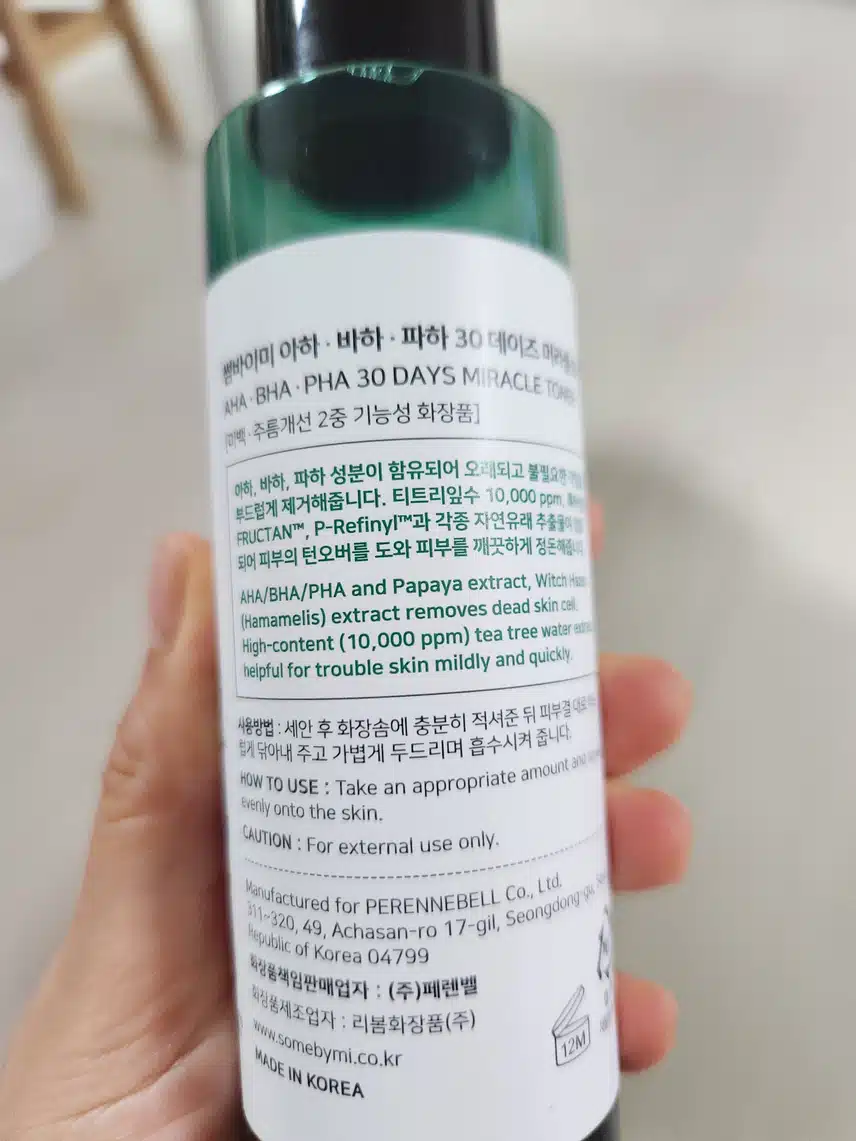 썸바이미 아하 · 바하 · 파하 30 데이즈
AHA · BHA · PHA 30 DAYS MIRACLE TONER
[미백 · 주름개선 2중 기능성 화장품]
아하, 바하, 파하 성분이 함유되어 오래되고 불필요한
부드럽게 제거해줍니다. 티트리잎수 10,000 ppm,
FRUCTAN™, P-Refinyl™과 각종 자연유래 추출물이
되어 피부의 턴오버를 도와 피부를 깨끗하게
AHA/BHA/PHA and Papaya extract, Witch Hazel
(Hamamelis) extract removes dead skin cell.
High-content (10,000 ppm) tea tree water
helpful for trouble skin mildly and quickly.
사용방법 : 세안 후 화장솜에 충분히 적셔준 뒤 피부결 대로
럽게 닦아내 주고 가볍게 두드리며 흡수시켜 줍니다.
HOW TO USE : Take an appropriate amount and
evenly onto the skin.
CAUTION : For external use only.
Manufactured for PERENNEBELL Co., Ltd.
311~320, 49, Achasan-ro 17-gil, Seongdong-gu,
Republic of Korea 04799
화장품책임판매업자 : (주)페렌벨
화장품제조업자 : 리봄화장품(주)
www.somebymi.co.kr
MADE IN KOREA
12M